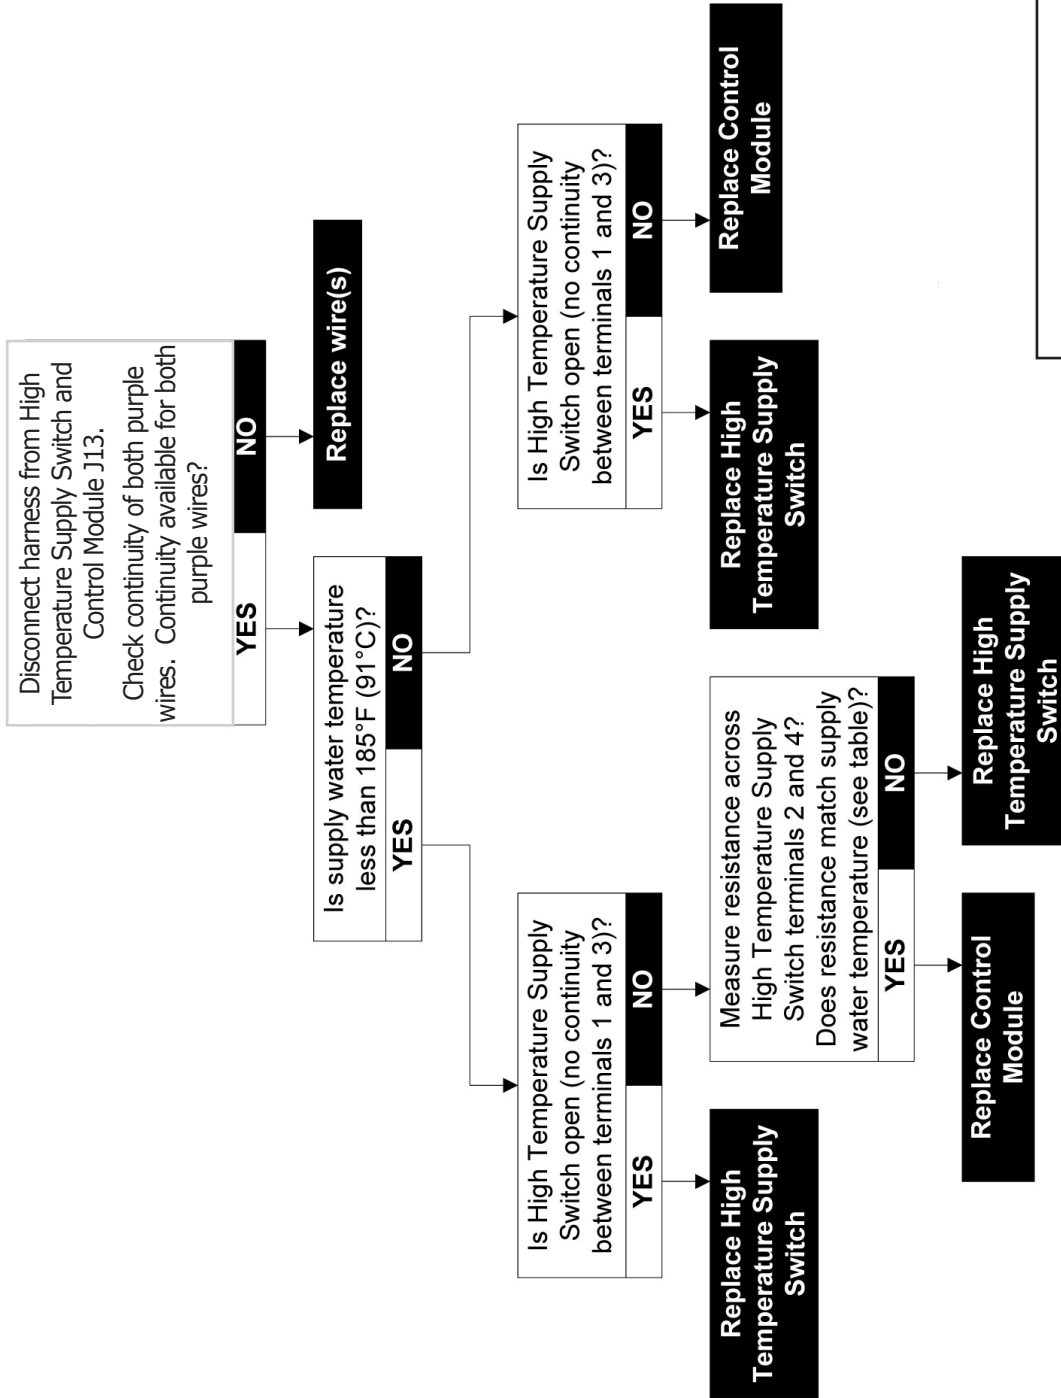 Disconnect harness from High
Temperature Supply Switch and
Control Module J13.
Check continuity of both purple
wires. Continuity available for both
purple wires?
YES
NO
Replace wire(s)
Is supply water temperature
less than 185°F (91°C)?
YES
NO
Is High Temperature Supply
Switch open (no continuity
between terminals 1 and 3)?
YES
NO
Replace High
Temperature Supply
Switch
Measure resistance across
High Temperature Supply
Switch terminals 2 and 4?
Does resistance match supply
water temperature (see table)?
YES
NO
Replace Control
Module
Replace High
Temperature Supply
Switch
Is High Temperature Supply
Switch open (no continuity
between terminals 1 and 3)?
YES
NO
Replace High
Temperature Supply
Switch
Replace Control
Module